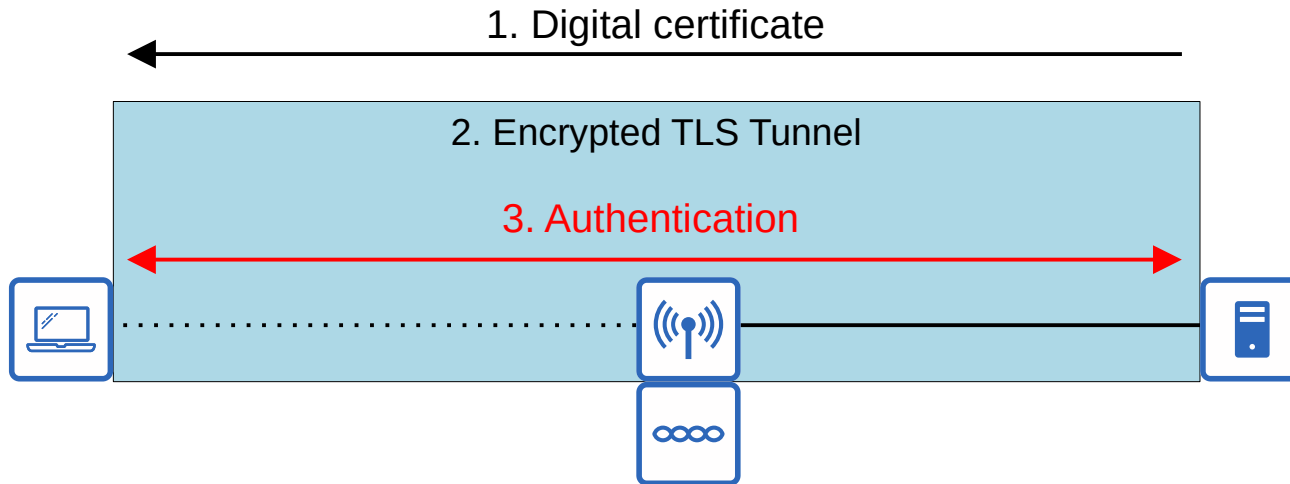 1. Digital certificate
2. Encrypted TLS Tunnel
3. Authentication